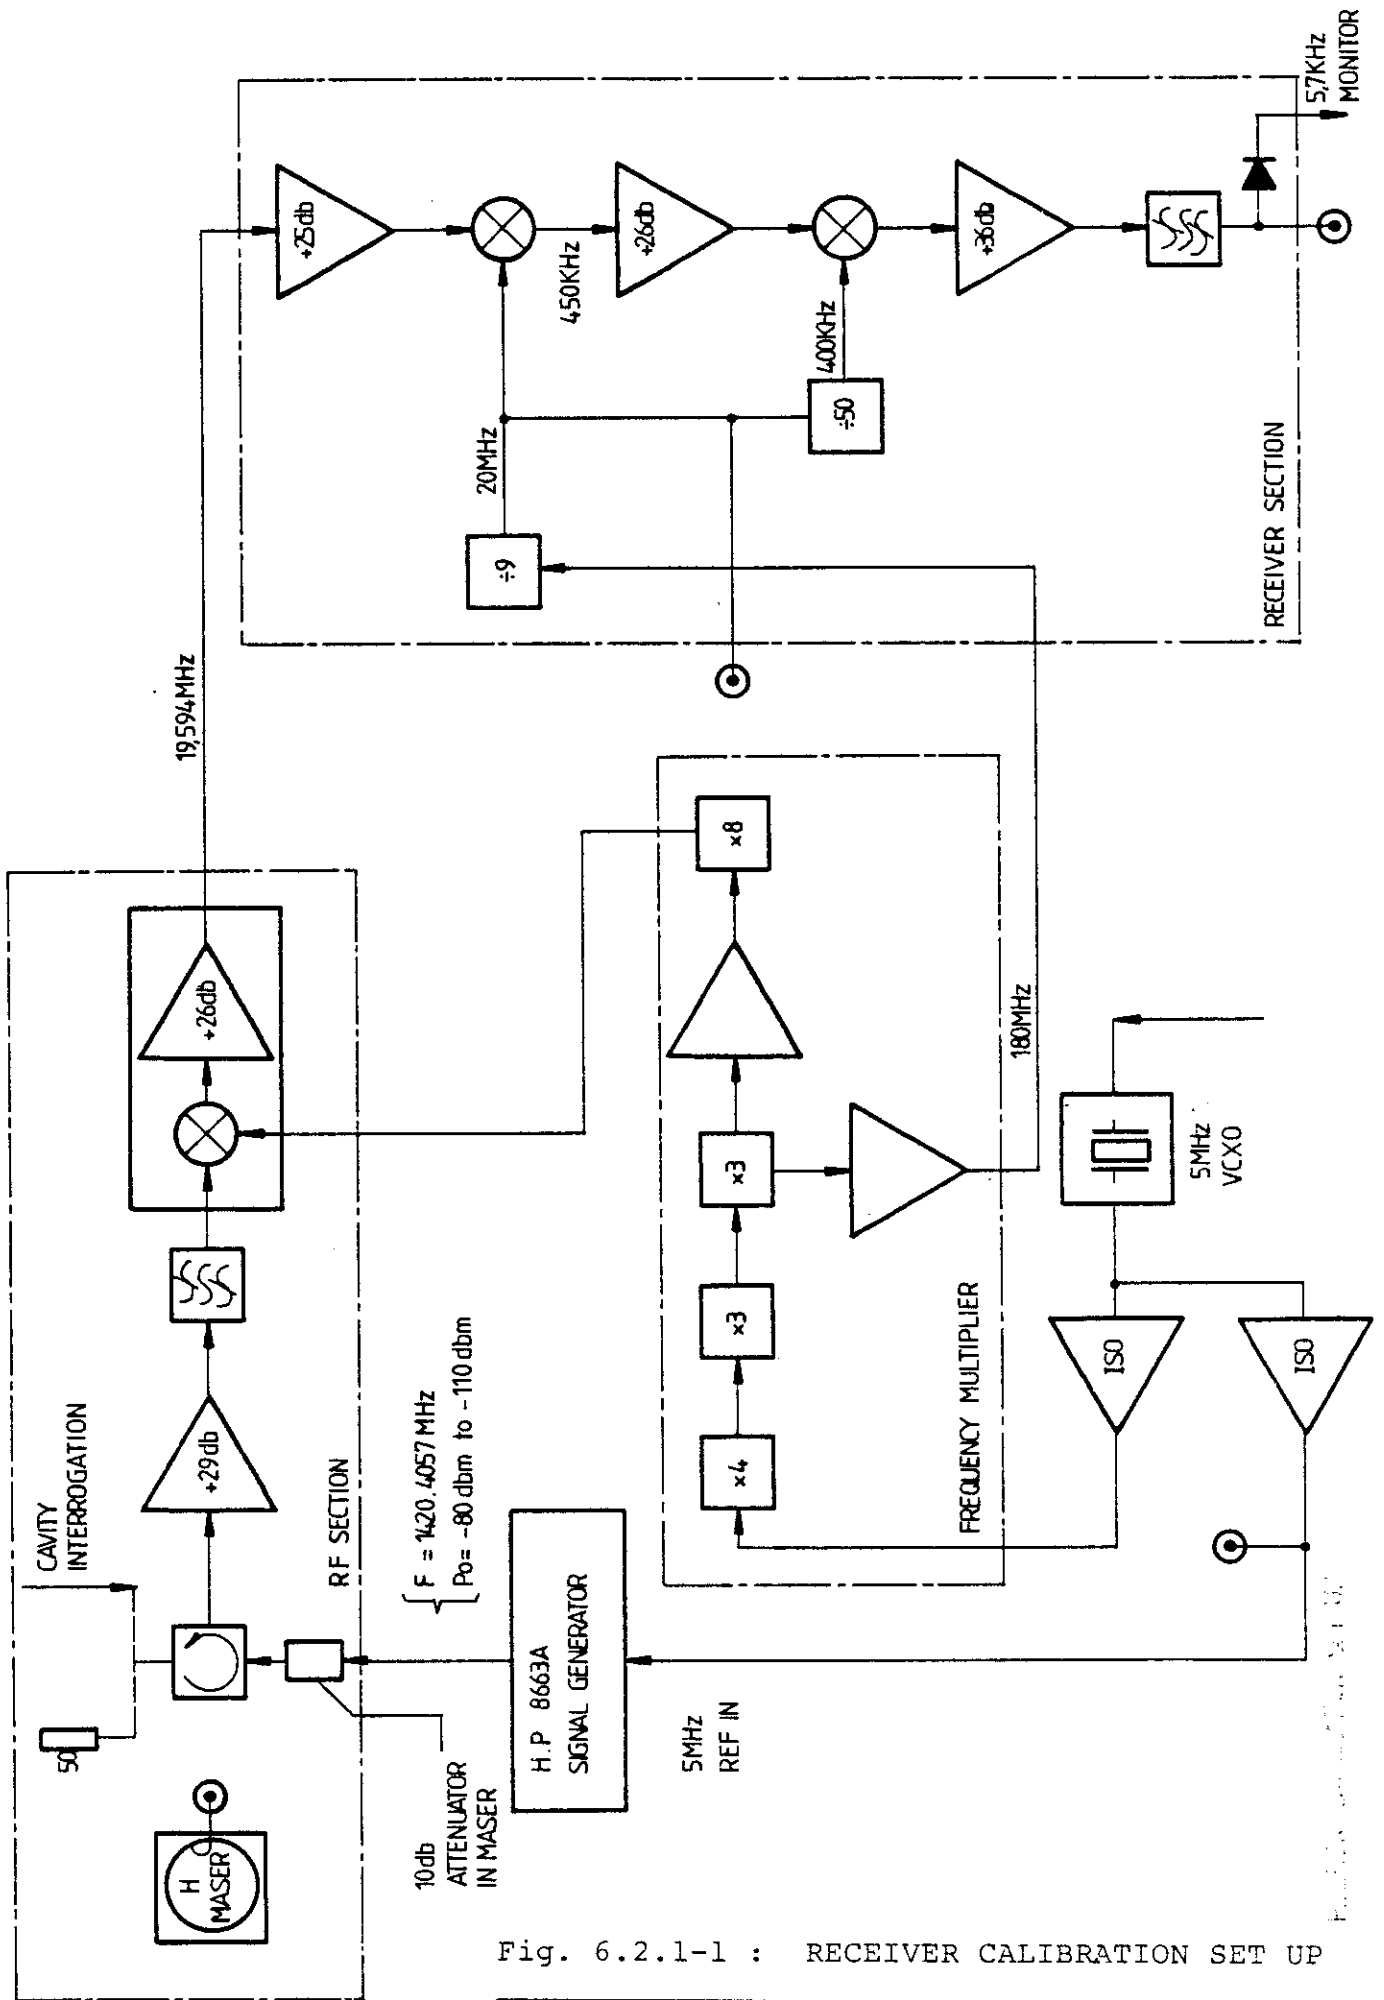 H
MASER
50
CAVITY
INTERROGATION
+29db
+26db
RF SECTION
10db
ATTENUATOR
IN MASER
F = 1420.4057 MHz
Po = -80 dbm to -110 dbm
H.P 8663A
SIGNAL GENERATOR
5MHz
REF IN
19,594MHz
x4
x3
x3
x8
FREQUENCY MULTIPLIER
180MHz
ISO
ISO
5MHz
VCXO
+25db
20MHz
÷9
450KHz
+26db
400KHz
÷50
+36db
RECEIVER SECTION
5,7KHz
MONITOR
Fig. 6.2.1-1 : RECEIVER CALIBRATION SET UP